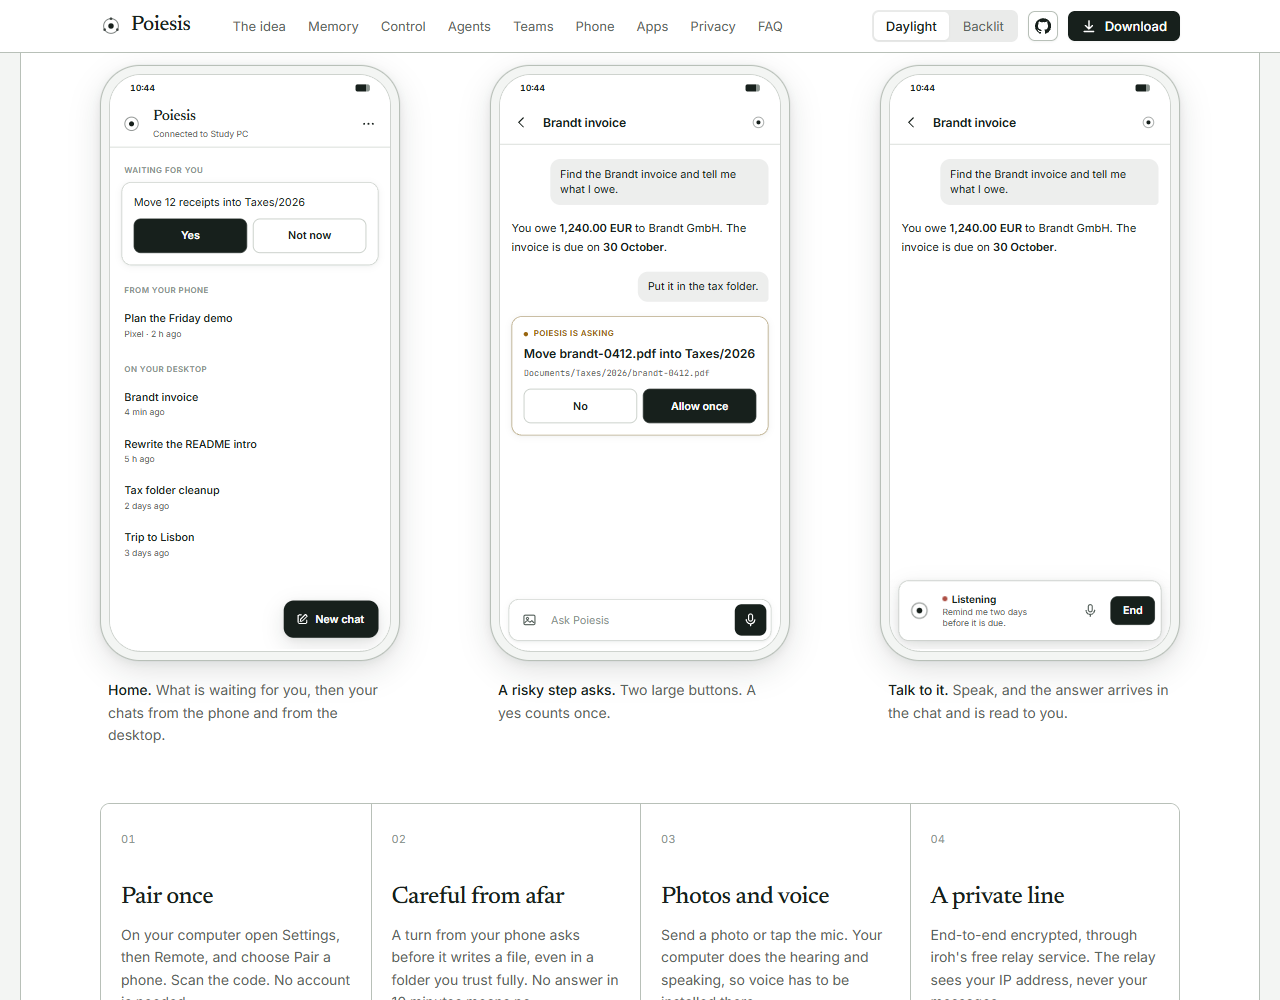 Poiesis
The idea
Memory
Control
Agents
Teams
Phone
Apps
Privacy
FAQ
Daylight
Backlit
Download
10:44
Poiesis
Connected to Study PC
WAITING FOR YOU
Move 12 receipts into Taxes/2026
Yes
Not now
FROM YOUR PHONE
Plan the Friday demo
Pixel · 2 h ago
ON YOUR DESKTOP
Brandt invoice
4 min ago
Rewrite the README intro
5 h ago
Tax folder cleanup
2 days ago
Trip to Lisbon
3 days ago
New chat
Home. What is waiting for you, then your
chats from the phone and from the
desktop.
10:44
Brandt invoice
Find the Brandt invoice and tell me
what I owe.
You owe 1,240.00 EUR to Brandt GmbH. The
invoice is due on 30 October.
Put it in the tax folder.
POIESIS IS ASKING
Move brandt-0412.pdf into Taxes/2026
Documents/Taxes/2026/brandt-0412.pdf
No
Allow once
Ask Poiesis
A risky step asks. Two large buttons. A
yes counts once.
10:44
Brandt invoice
Find the Brandt invoice and tell me
what I owe.
You owe 1,240.00 EUR to Brandt GmbH. The
invoice is due on 30 October.
Listening
Remind me two days
before it is due.
End
Talk to it. Speak, and the answer arrives in
the chat and is read to you.
01
Pair once
On your computer open Settings,
then Remote, and choose Pair a
phone. Scan the code. No account
is needed.
02
Careful from afar
A turn from your phone asks
before it writes a file, even in a
folder you trust fully. No answer in
10 minutes means no.
03
Photos and voice
Send a photo or tap the mic. Your
computer does the hearing and
speaking, so voice has to be
installed there.
04
A private line
End-to-end encrypted, through
iroh's free relay service. The relay
sees your IP address, never your
messages.